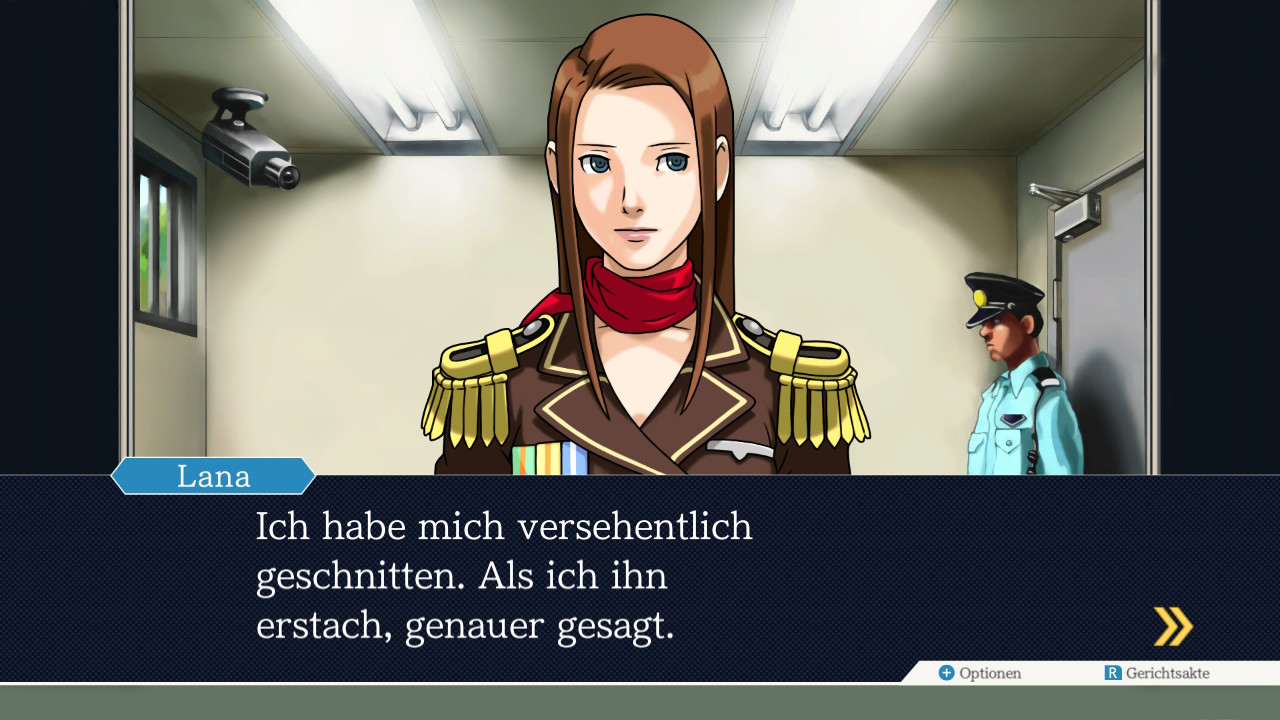 Lana
Ich habe mich versehentlich
geschnitten. Als ich ihn
erstach, genauer gesagt.
+ Optionen
R Gerichtsakte